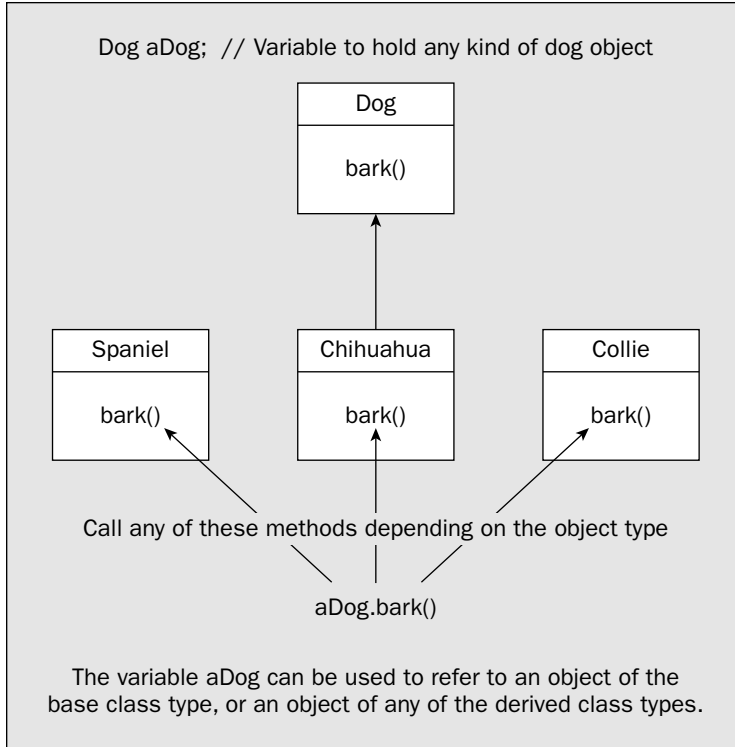 Dog aDog;  // Variable to hold any kind of dog object
Dog
bark()
Spaniel
bark()
Chihuahua
bark()
Collie
bark()
Call any of these methods depending on the object type
aDog.bark()
The variable aDog can be used to refer to an object of the
base class type, or an object of any of the derived class types.